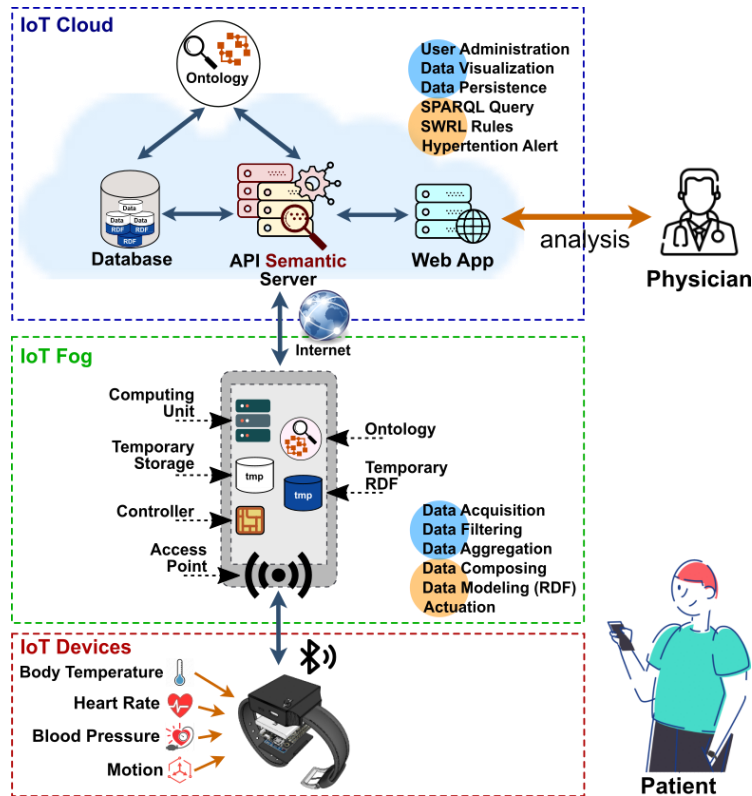 IoT Cloud
Ontology
User Administration
Data Visualization
Data Persistence
SPARQL Query
SWRL Rules
Hypertention Alert
Data
Data Data
RDF RDF
RDF
Database
API Semantic
Server
Web App
analysis
Physician
Internet
IoT Fog
Computing
Unit
Ontology
Temporary
Storage
tmp
Temporary
RDF
tmp
Controller
Access
Point
Data Acquisition
Data Filtering
Data Aggregation
Data Composing
Data Modeling (RDF)
Actuation
IoT Devices
Body Temperature
Heart Rate
Blood Pressure
Motion
Patient